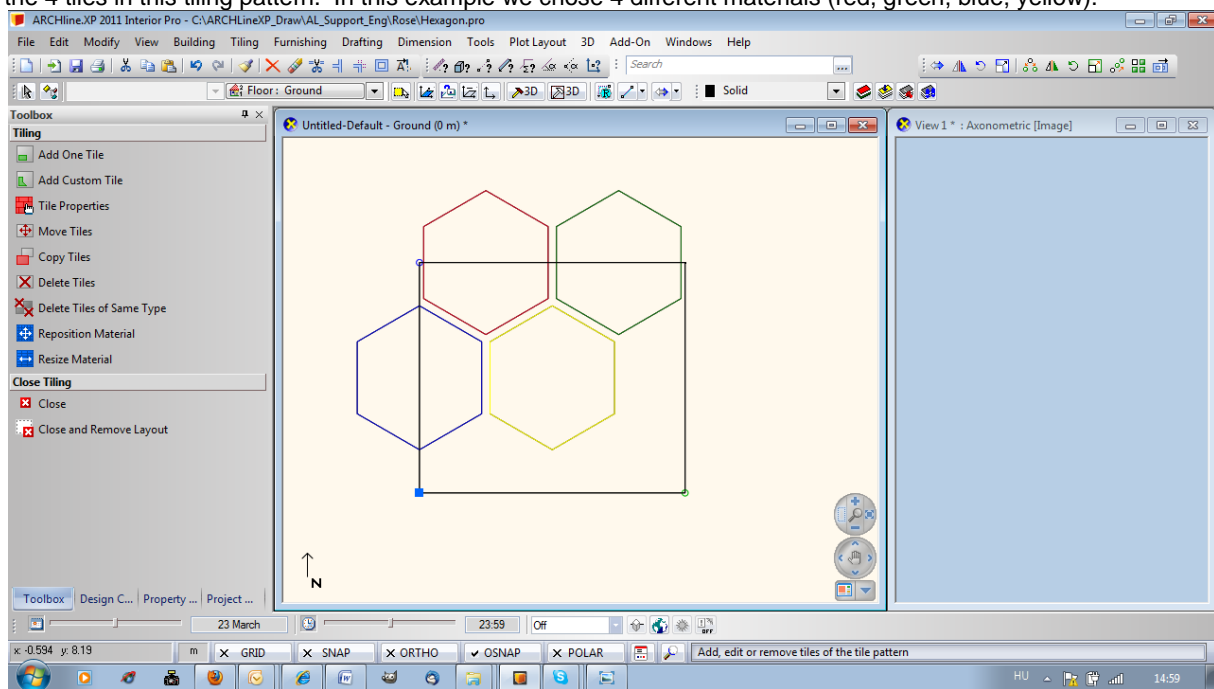 the 4 tiles in this tiling pattern.  In this example we chose 4 different materials (red, green, blue, yellow).
ARCHline.XP 2011 Interior Pro - C:\ARCHLineXP_Draw\AL_Support_Eng\Rose\Hexagon.pro
File Edit Modify View Building Tiling Furnishing Drafting Dimension Tools Plot Layout 3D Add-On Windows Help
Search
Floor: Ground
3D
3D
Solid
Toolbox
Tiling
Add One Tile
Add Custom Tile
Tile Properties
Move Tiles
Copy Tiles
Delete Tiles
Delete Tiles of Same Type
Reposition Material
Resize Material
Close Tiling
Close
Close and Remove Layout
Untitled-Default - Ground (0 m) *
View 1 * : Axonometric [Image]
N
Toolbox Design C... Property ... Project ...
23 March
23:59
Off
x: -0.594 y: 8.19
m
X GRID
X SNAP
X ORTHO
✓ OSNAP
X POLAR
Add, edit or remove tiles of the tile pattern
HU
14:59